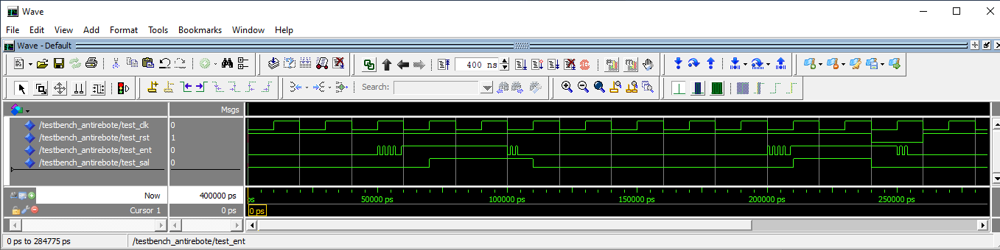 Wave
File Edit View Add Format Tools Bookmarks Window Help
Wave - Default
400 ns
Search:
Msgs
/testbench_antirebote/test_clk 0
/testbench_antirebote/test_rst 1
/testbench_antirebote/test_ent 0
/testbench_antirebote/test_sal 0
Now 400000 ps ps 50000 ps 100000 ps 150000 ps 200000 ps 250000 ps
Cursor 1 0 ps 0 ps
0 ps to 284775 ps /testbench_antirebote/test_ent